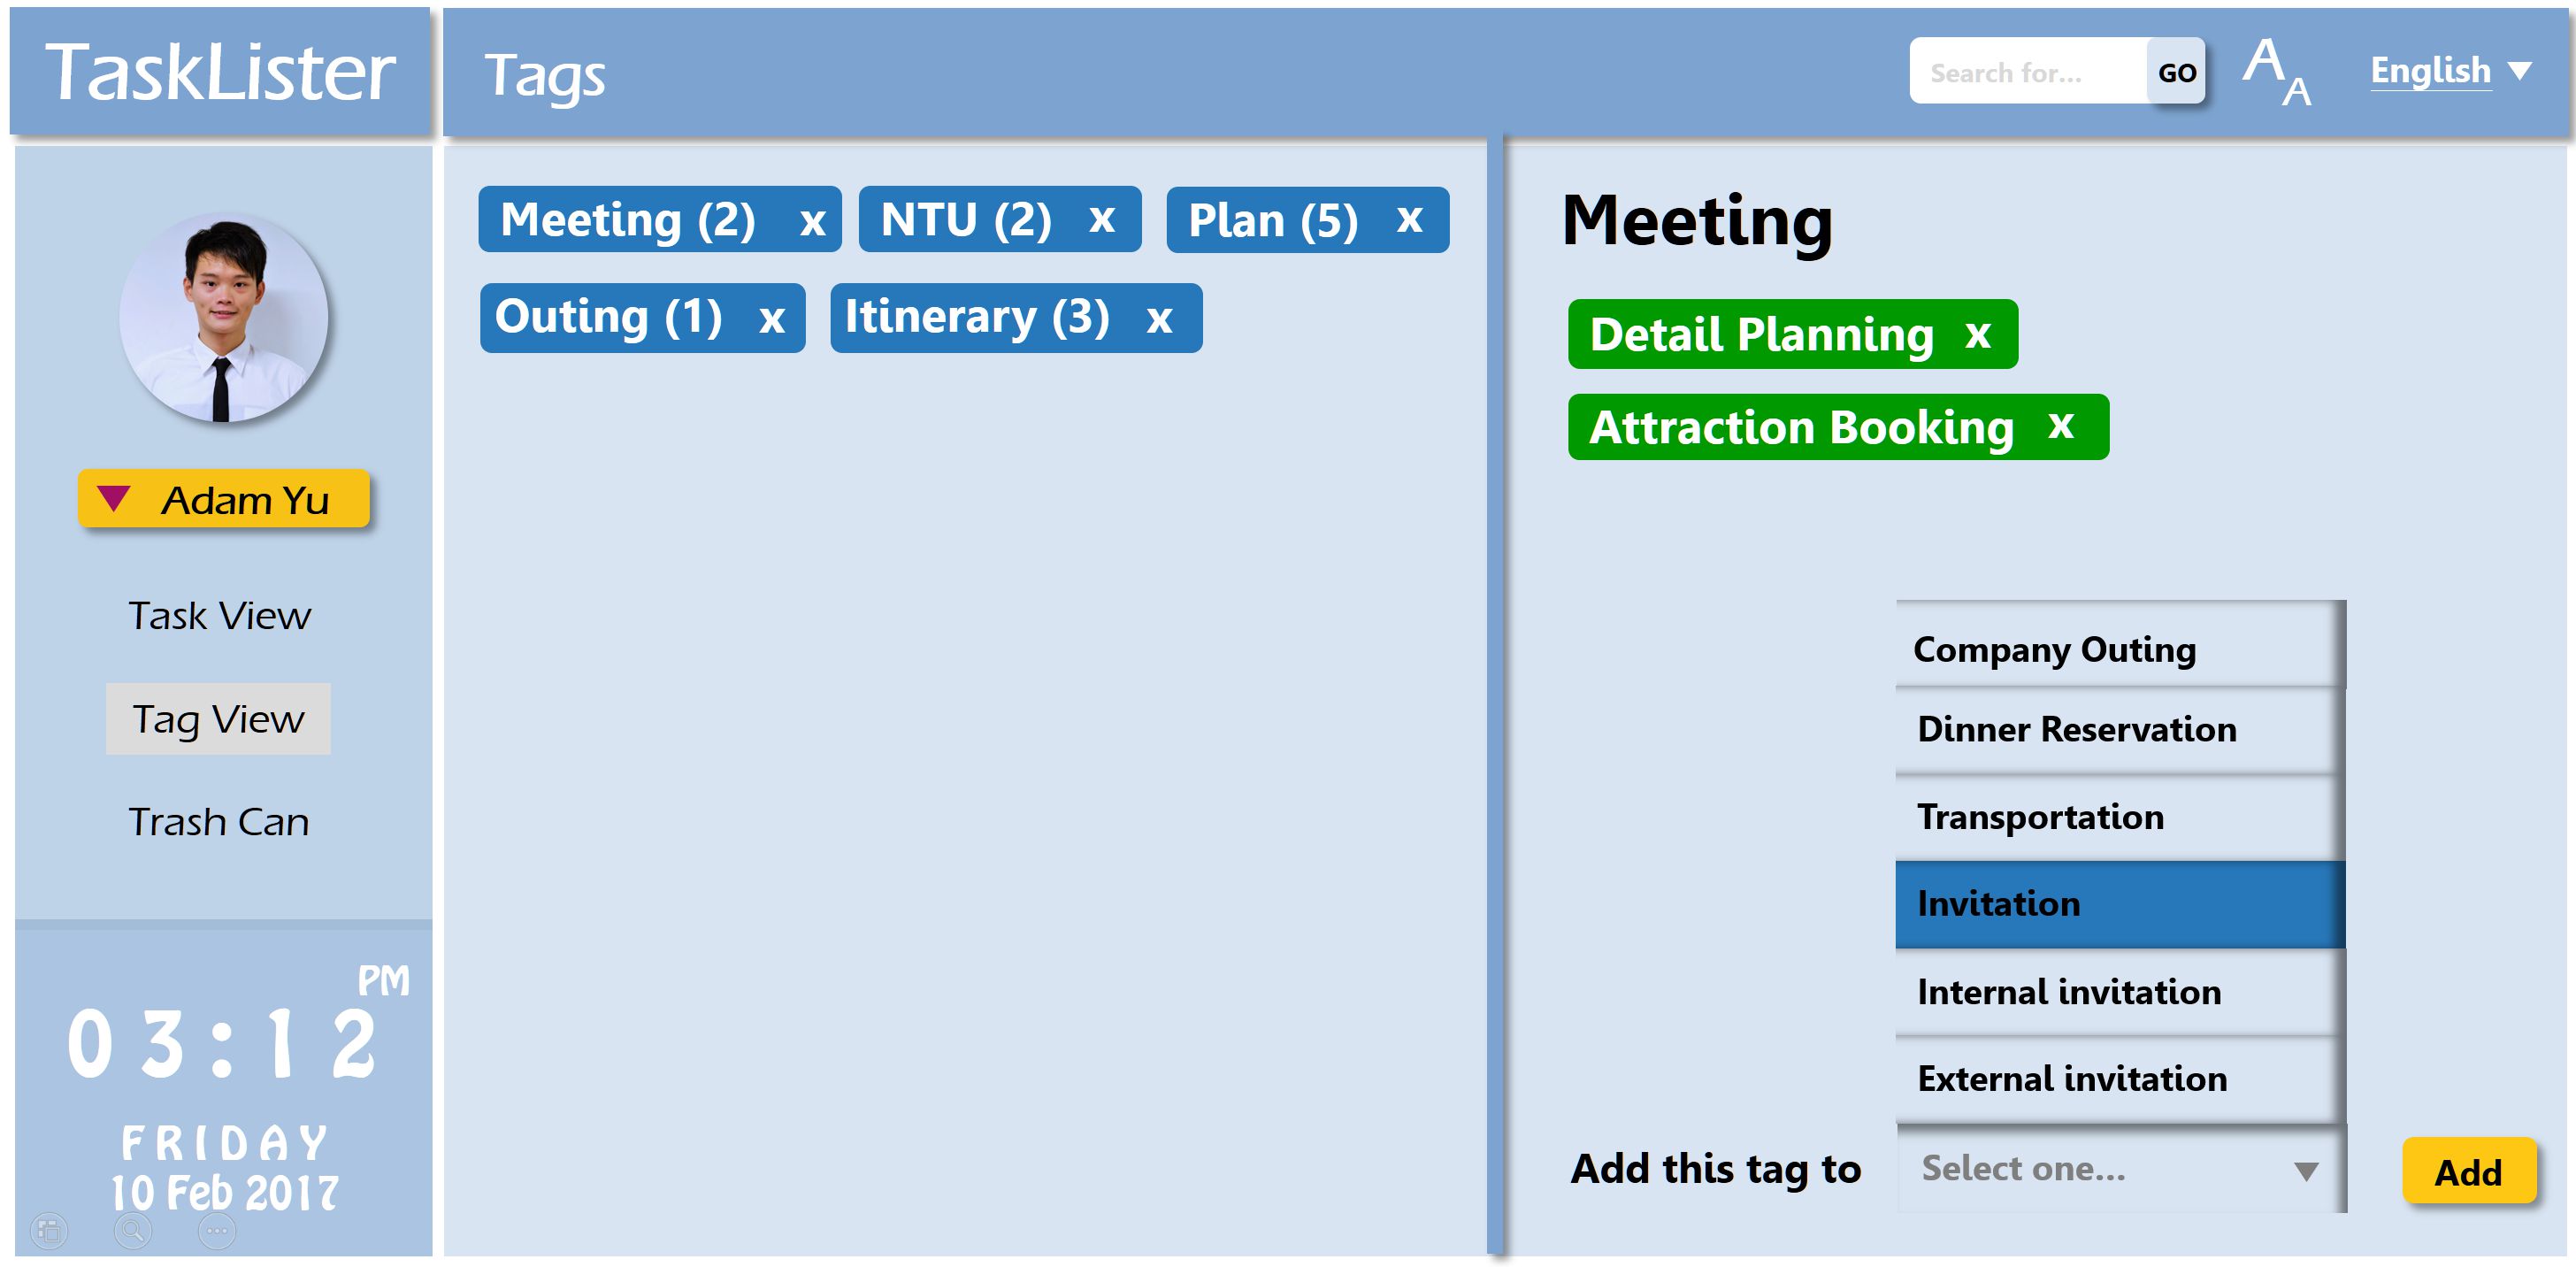 TaskLister
Tags
Search for...
GO
A A
English
Adam Yu
Task View
Tag View
Trash Can
PM
03:12
FRIDAY
10 Feb 2017
Meeting (2) x
NTU (2) x
Plan (5) x
Outing (1) x
Itinerary (3) x
Meeting
Detail Planning x
Attraction Booking x
Company Outing
Dinner Reservation
Transportation
Invitation
Internal invitation
External invitation
Add this tag to
Select one...
Add